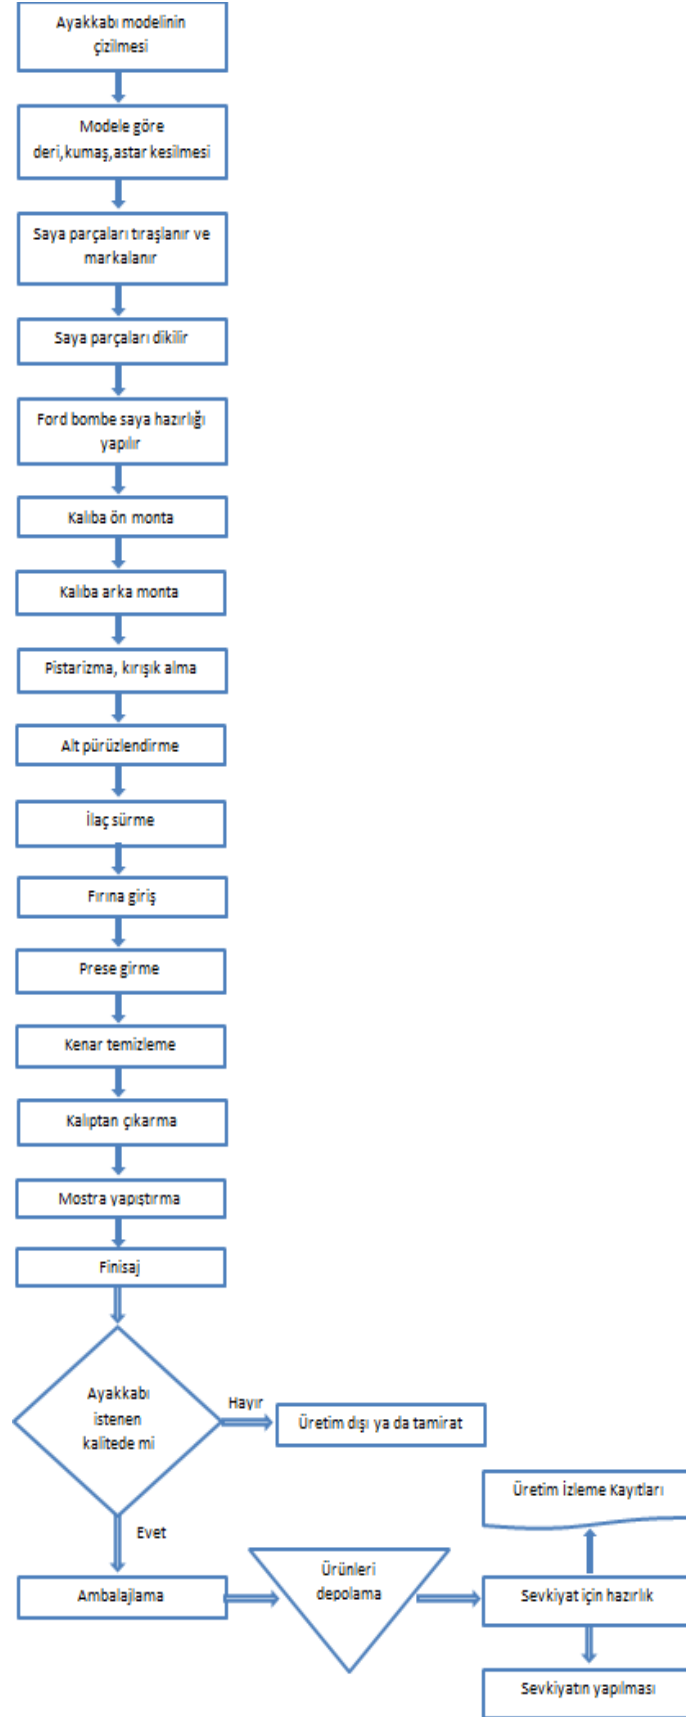 Ayakkabı modelinin
çizilmesi
Modele göre
deri,kumaş,astar kesilmesi
Saya parçaları tıraşlanır ve
markalanır
Saya parçaları dikilir
Ford bombe saya hazırlığı
yapılır
Kalıba ön monta
Kalıba arka monta
Pistarizma, kırışık alma
Alt pürüzlendirme
İlaç sürme
Fırına giriş
Prese girme
Kenar temizleme
Kalıptan çıkarma
Mostra yapıştırma
Finisaj
Ayakkabı
istenen
kalitede mi
Hayır
Üretim dışı ya da tamirat
Evet
Ambalajlama
Ürünleri
depolama
Üretim İzleme Kayıtları
Sevkiyat için hazırlık
Sevkiyatın yapılması